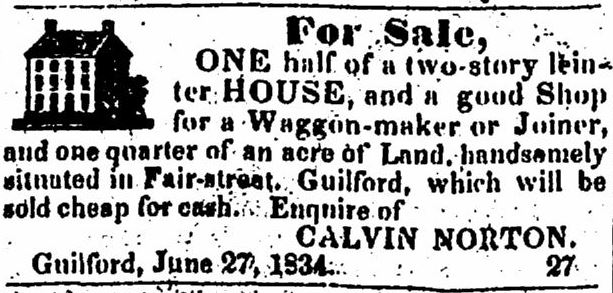 For Sale,
ONE half of a two-story lein-
ter HOUSE, and a good Shop
for a Waggon-maker or Joiner,
and one quarter of an acre of Land, handsomely
situated in Fair-street, Guilford, which will be
sold cheap for cash. Enquire of
CALVIN NORTON.
Guilford, June 27, 1834. 27